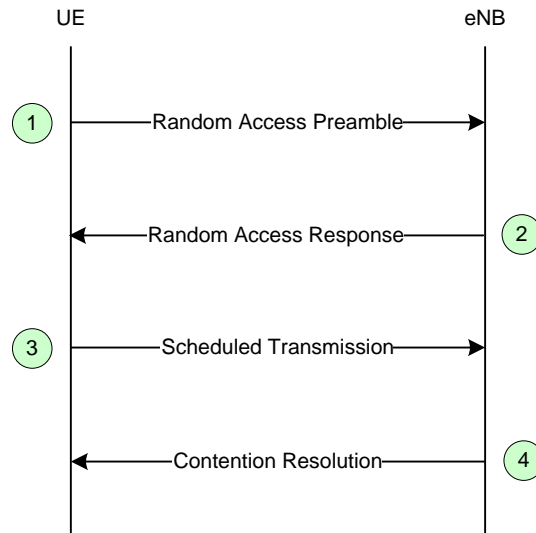 UE
eNB
1
Random Access Preamble
Random Access Response
2
3
Scheduled Transmission
Contention Resolution
4